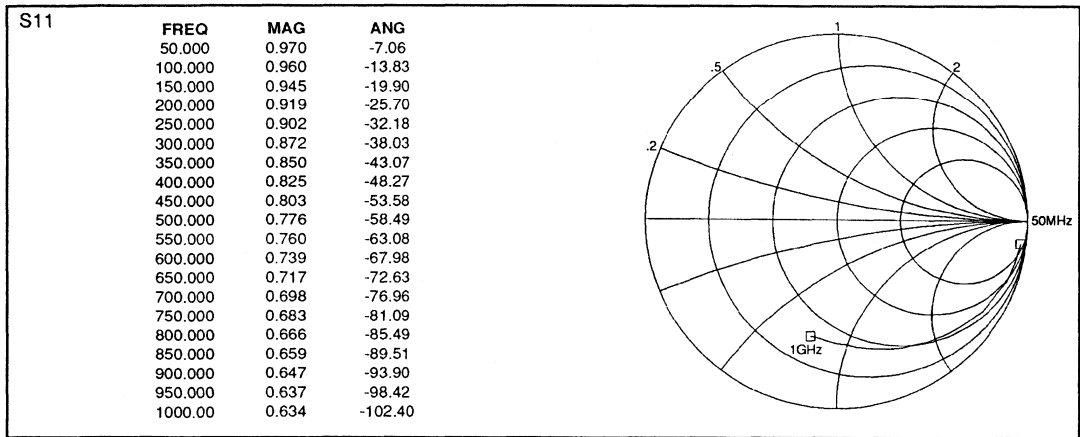 S11
FREQ MAG ANG
50.000 0.970 -7.06
100.000 0.960 -13.83
150.000 0.945 -19.90
200.000 0.919 -25.70
250.000 0.902 -32.18
300.000 0.872 -38.03
350.000 0.850 -43.07
400.000 0.825 -48.27
450.000 0.803 -53.58
500.000 0.776 -58.49
550.000 0.760 -63.08
600.000 0.739 -67.98
650.000 0.717 -72.63
700.000 0.698 -76.96
750.000 0.683 -81.09
800.000 0.666 -85.49
850.000 0.659 -89.51
900.000 0.647 -93.90
950.000 0.637 -98.42
1000.00 0.634 -102.40
1
.5
2
.2
50MHz
1GHz